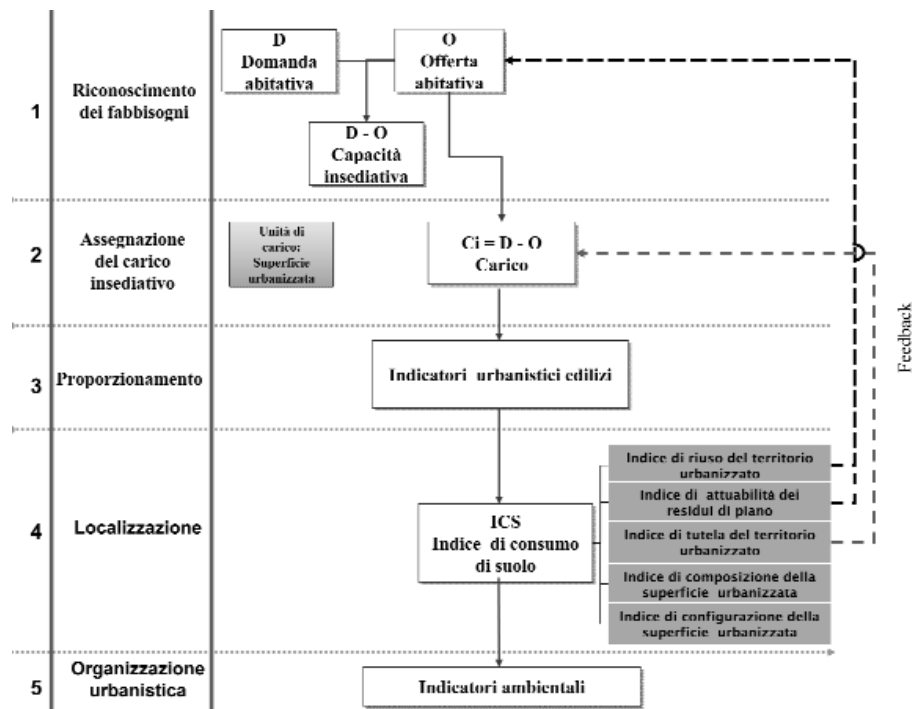 1
Riconoscimento
dei fabbisogni
D
Domanda
abitativa
O
Offerta
abitativa
D - O
Capacità
insediativa
2
Assegnazione
del carico
insediativo
Unità di
carico:
Superficie
urbanizzata
Ci = D - O
Carico
3
Proporzionamento
Indicatori urbanistici edilizi
4
Localizzazione
ICS
Indice di consumo
di suolo
Indice di riuso del territorio
urbanizzato
Indice di attuabilità dei
residui di piano
Indice di tutela del territorio
urbanizzato
Indice di composizione della
superficie urbanizzata
Indice di configurazione della
superficie urbanizzata
5
Organizzazione
urbanistica
Indicatori ambientali
Feedback